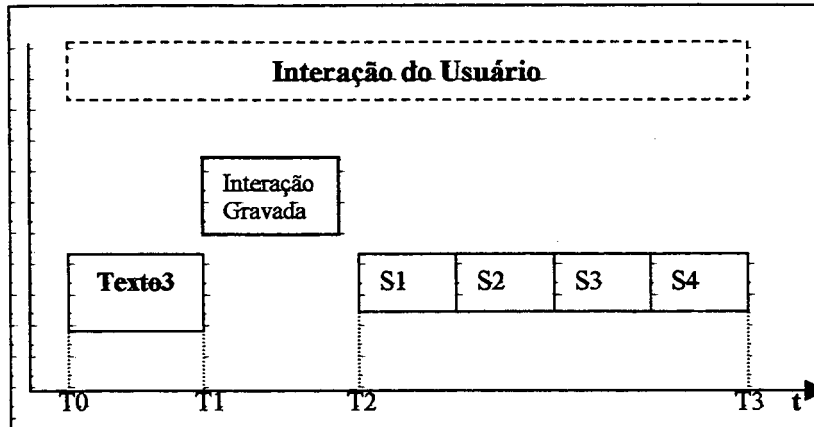 Interação do Usuário
Interação
Gravada
Texto3
S1 S2 S3 S4
T0 T1 T2 T3 t